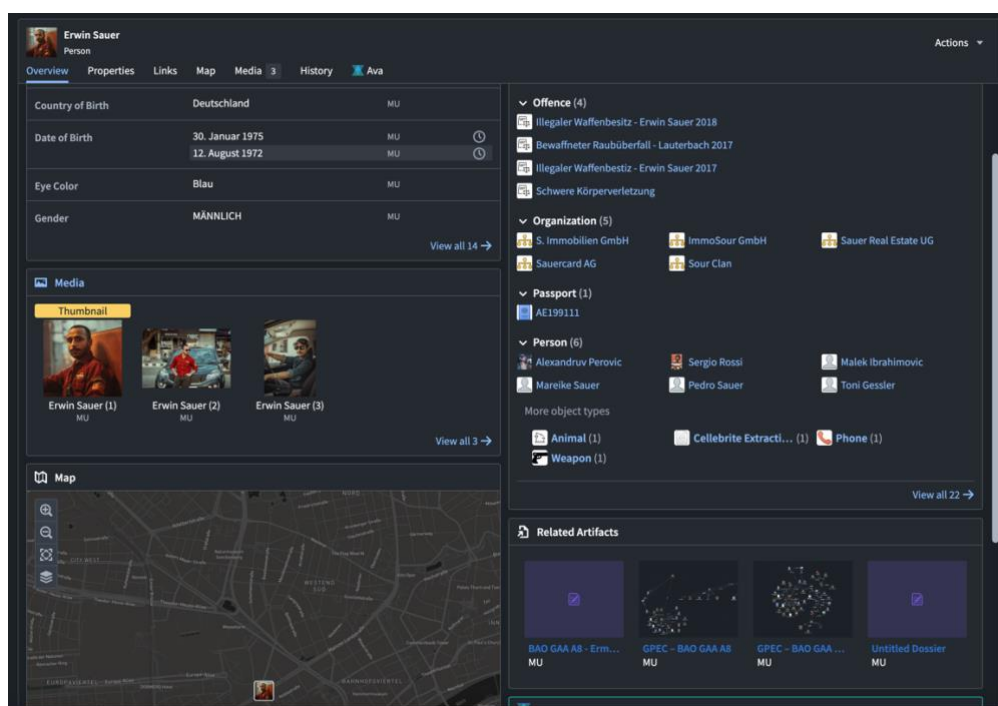 Erwin Sauer
Person
Actions
Overview Properties Links Map Media 3 History Ava
Country of Birth Deutschland MU
Date of Birth 30. Januar 1975 MU
12. August 1972 MU
Eye Color Blau MU
Gender MÄNNLICH MU
View all 14 →
Media
Thumbnail
Erwin Sauer (1) Erwin Sauer (2) Erwin Sauer (3)
MU MU MU
View all 3 →
Map
WESTEND
SÜD
EUROPAVIERTEL
BAHNHOFSVIERTEL
Offence (4)
Illegaler Waffenbesitz - Erwin Sauer 2018
Bewaffneter Raubüberfall - Lauterbach 2017
Illegaler Waffenbestiz - Erwin Sauer 2017
Schwere Körperverletzung
Organization (5)
S. Immobilien GmbH ImmoSour GmbH Sauer Real Estate UG
Sauercard AG Sour Clan
Passport (1)
AE199111
Person (6)
Alexandruv Perovic Sergio Rossi Malek Ibrahimovic
Mareike Sauer Pedro Sauer Toni Gessler
More object types
Animal (1) Cellebrite Extracti... (1) Phone (1)
Weapon (1)
View all 22 →
Related Artifacts
BAO GAA A8 - Erm... GPEC – BAO GAA A8 GPEC – BAO GAA ... Untitled Dossier
MU MU MU MU